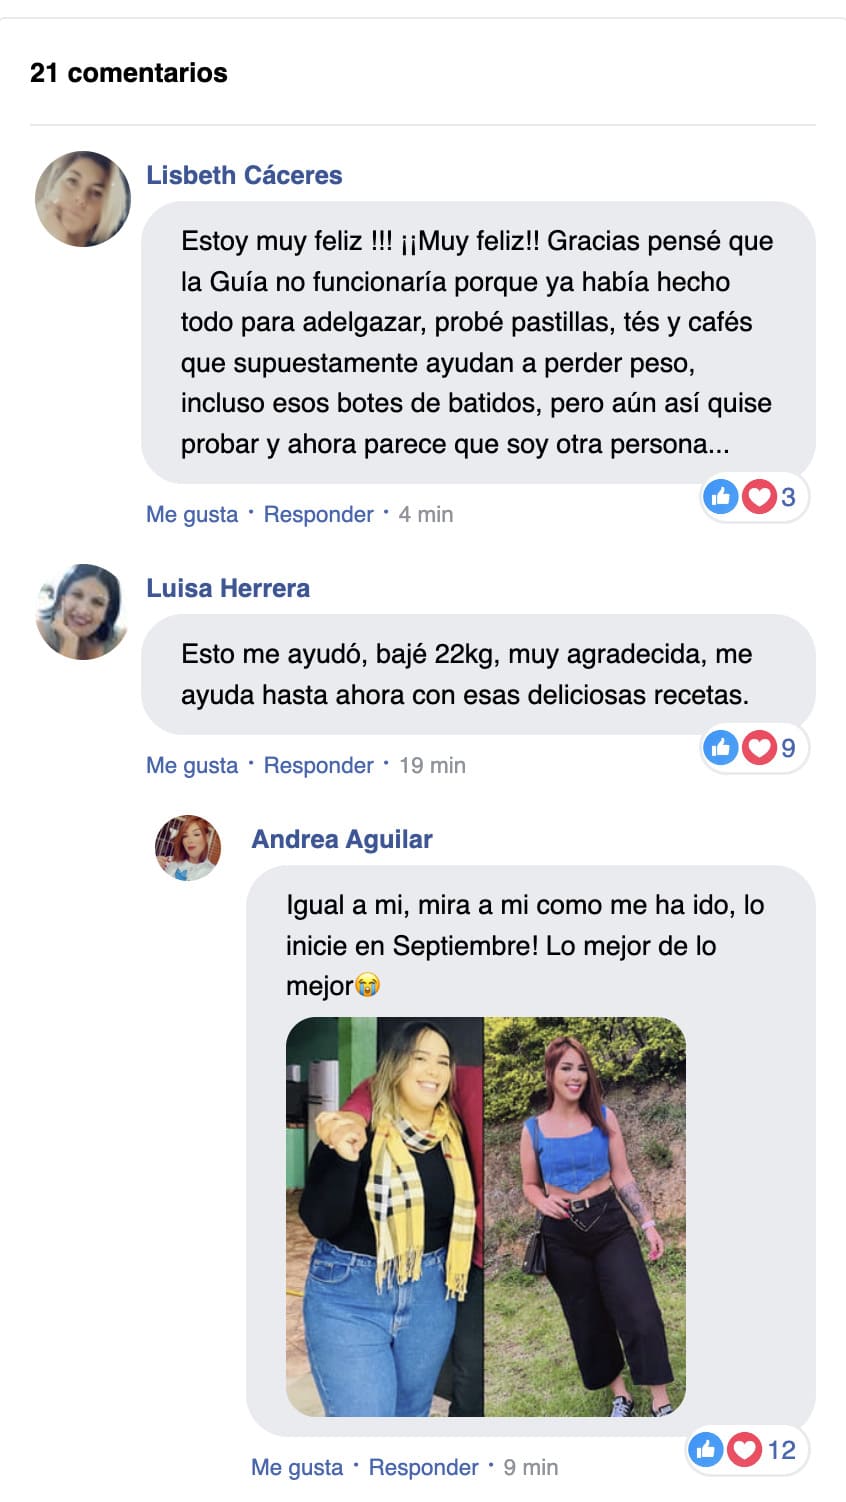 21 comentarios
Lisbeth Cáceres
Estoy muy feliz !!! ¡¡Muy feliz!! Gracias pensé que
la Guía no funcionaría porque ya había hecho
todo para adelgazar, probé pastillas, tés y cafés
que supuestamente ayudan a perder peso,
incluso esos botes de batidos, pero aún así quise
probar y ahora parece que soy otra persona...
Me gusta · Responder · 4 min
3
Luisa Herrera
Esto me ayudó, bajé 22kg, muy agradecida, me
ayuda hasta ahora con esas deliciosas recetas.
Me gusta · Responder · 19 min
9
Andrea Aguilar
Igual a mi, mira a mi como me ha ido, lo
inicie en Septiembre! Lo mejor de lo
mejor😭
Me gusta · Responder · 9 min
12